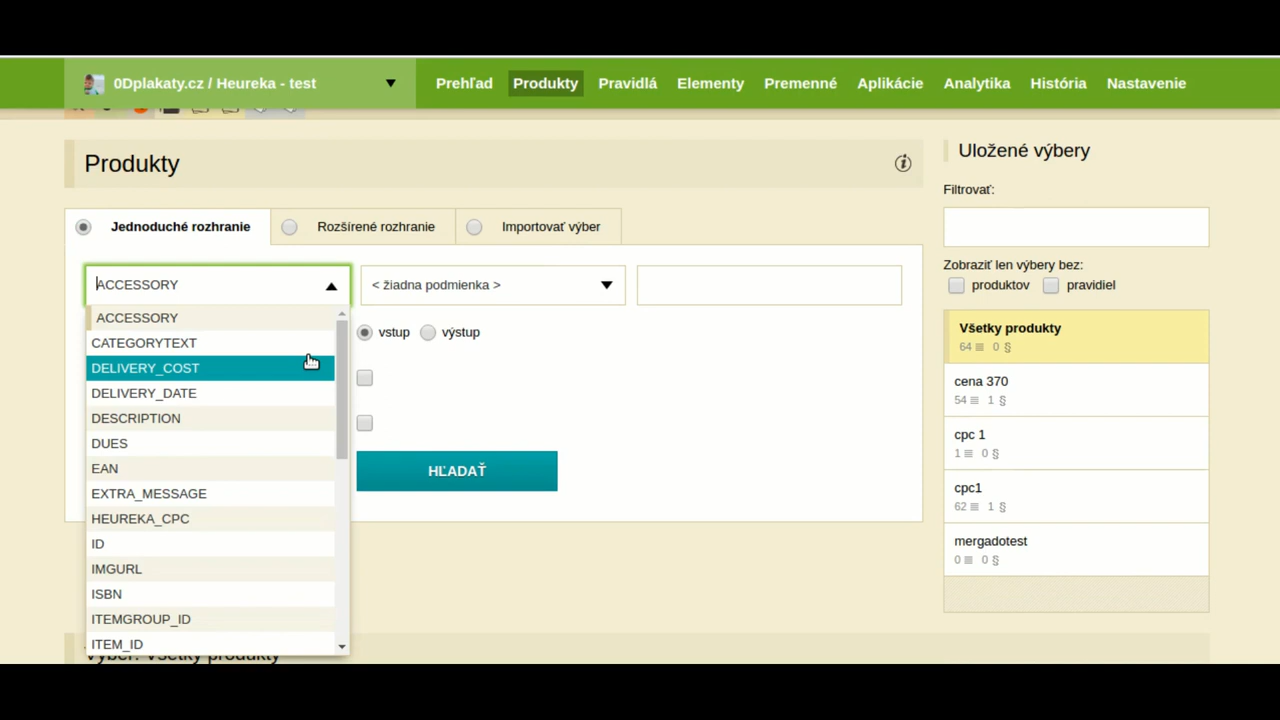 0Dplakaty.cz / Heureka - test
Prehľad
Produkty
Pravidlá
Elementy
Premenné
Aplikácie
Analytika
História
Nastavenie
Produkty
Jednoduché rozhranie
Rozšírené rozhranie
Importovať výber
ACCESSORY
< žiadna podmienka >
ACCESSORY
CATEGORYTEXT
DELIVERY_COST
DELIVERY_DATE
DESCRIPTION
DUES
EAN
EXTRA_MESSAGE
HEUREKA_CPC
ID
IMGURL
ISBN
ITEMGROUP_ID
ITEM_ID
vstup
výstup
HĽADAŤ
Výber: Všetky produkty
Uložené výbery
Filtrovať:
Zobraziť len výbery bez:
produktov
pravidiel
Všetky produkty
64 0 §
cena 370
54 1 §
cpc 1
1 0 §
cpc1
62 1 §
mergadotest
0 0 §